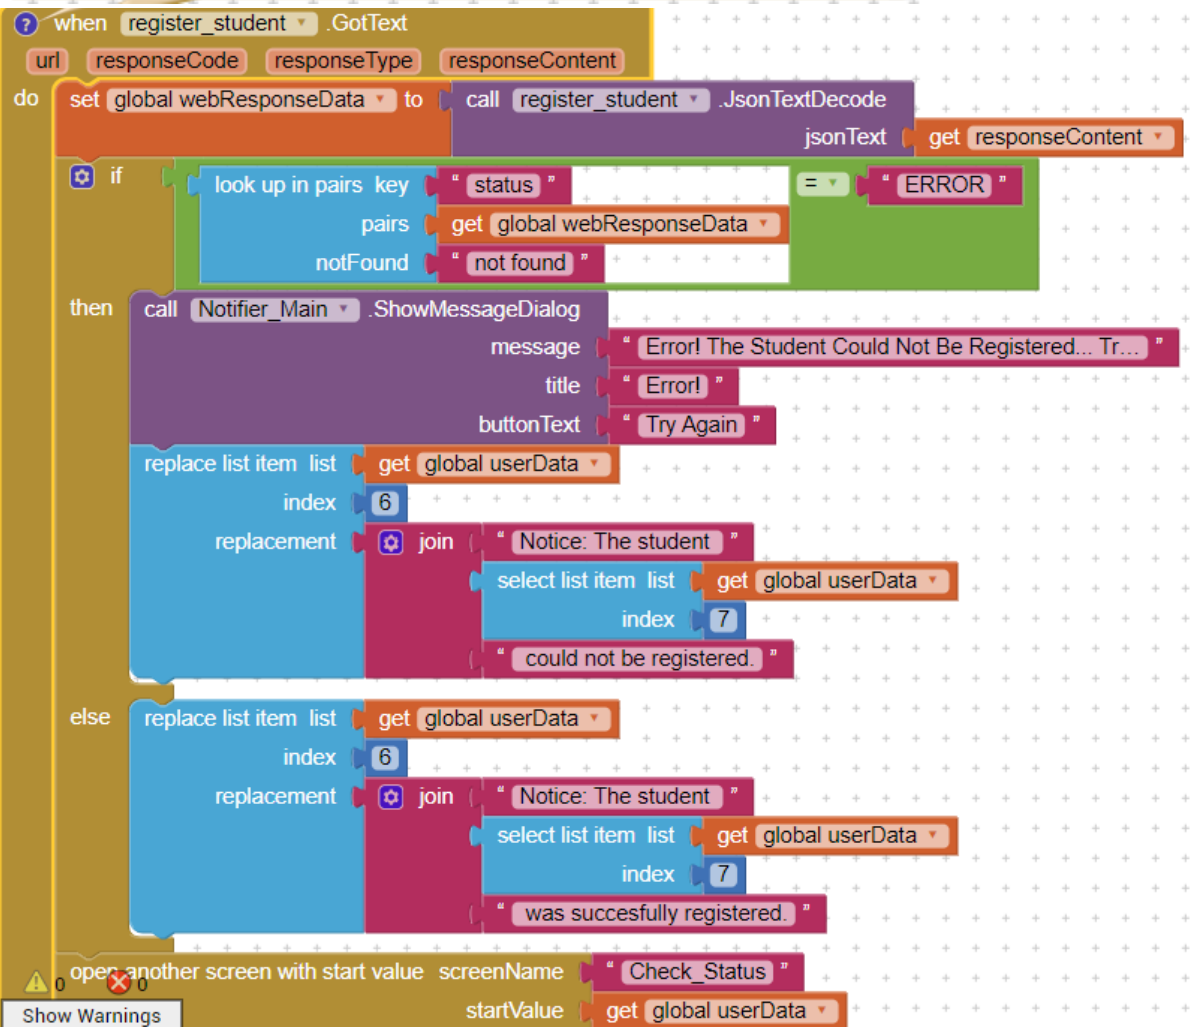 ? when register_student .GotText
url responseCode responseType responseContent
do set global webResponseData to call register_student .JsonTextDecode
jsonText get responseContent
if look up in pairs key " status " = " ERROR "
pairs get global webResponseData
notFound " not found "
then call Notifier_Main .ShowMessageDialog
message " Error! The Student Could Not Be Registered... Tr... "
title " Error! "
buttonText " Try Again "
replace list item list get global userData
index 6
replacement join " Notice: The student "
select list item list get global userData
index 7
" could not be registered. "
else replace list item list get global userData
index 6
replacement join " Notice: The student "
select list item list get global userData
index 7
" was succesfully registered. "
open another screen with start value screenName " Check_Status "
0 0
Show Warnings
startValue get global userData